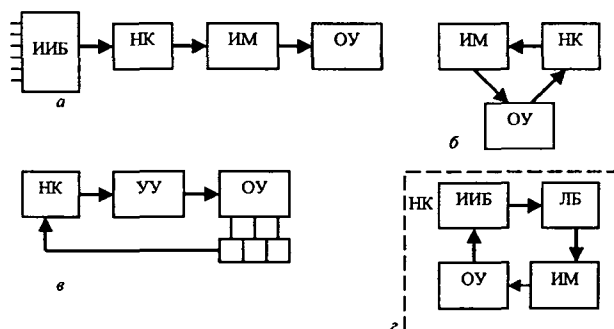 ИИБ НК ИМ ОУ
а
ИМ НК
ОУ
б
НК УУ ОУ
в
НК ИИБ ЛБ
ОУ ИМ
г